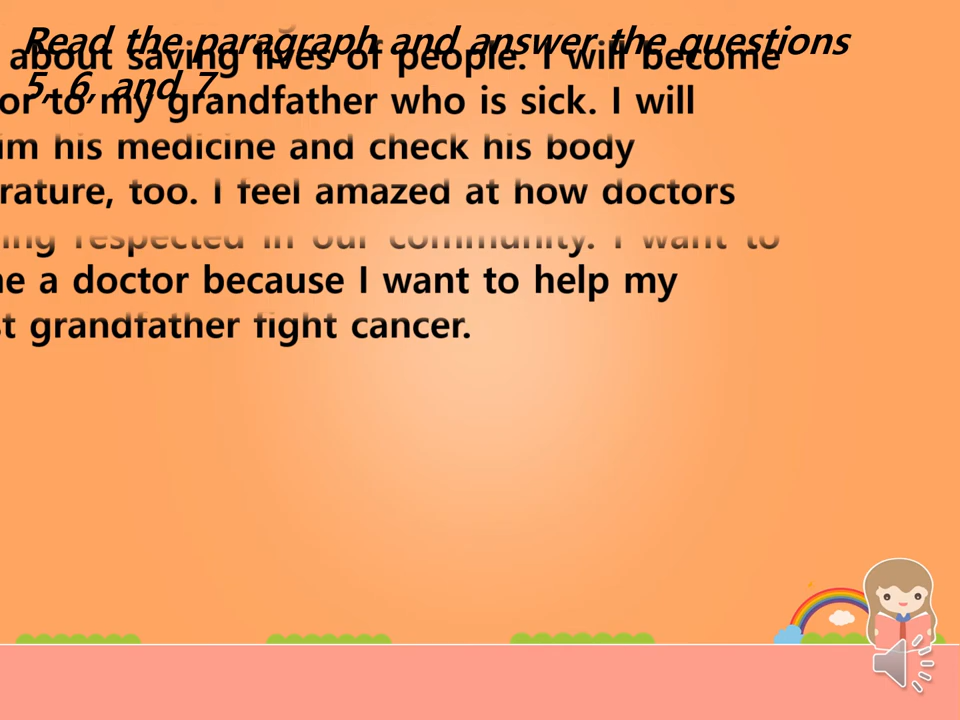 Read the paragraph and answer the questions
5, 6, and 7
about saving lives of people. I will become
or to my grandfather who is sick. I will
im his medicine and check his body
rature, too. I feel amazed at how doctors
ing respected in our community. I want to
e a doctor because I want to help my
t grandfather fight cancer.